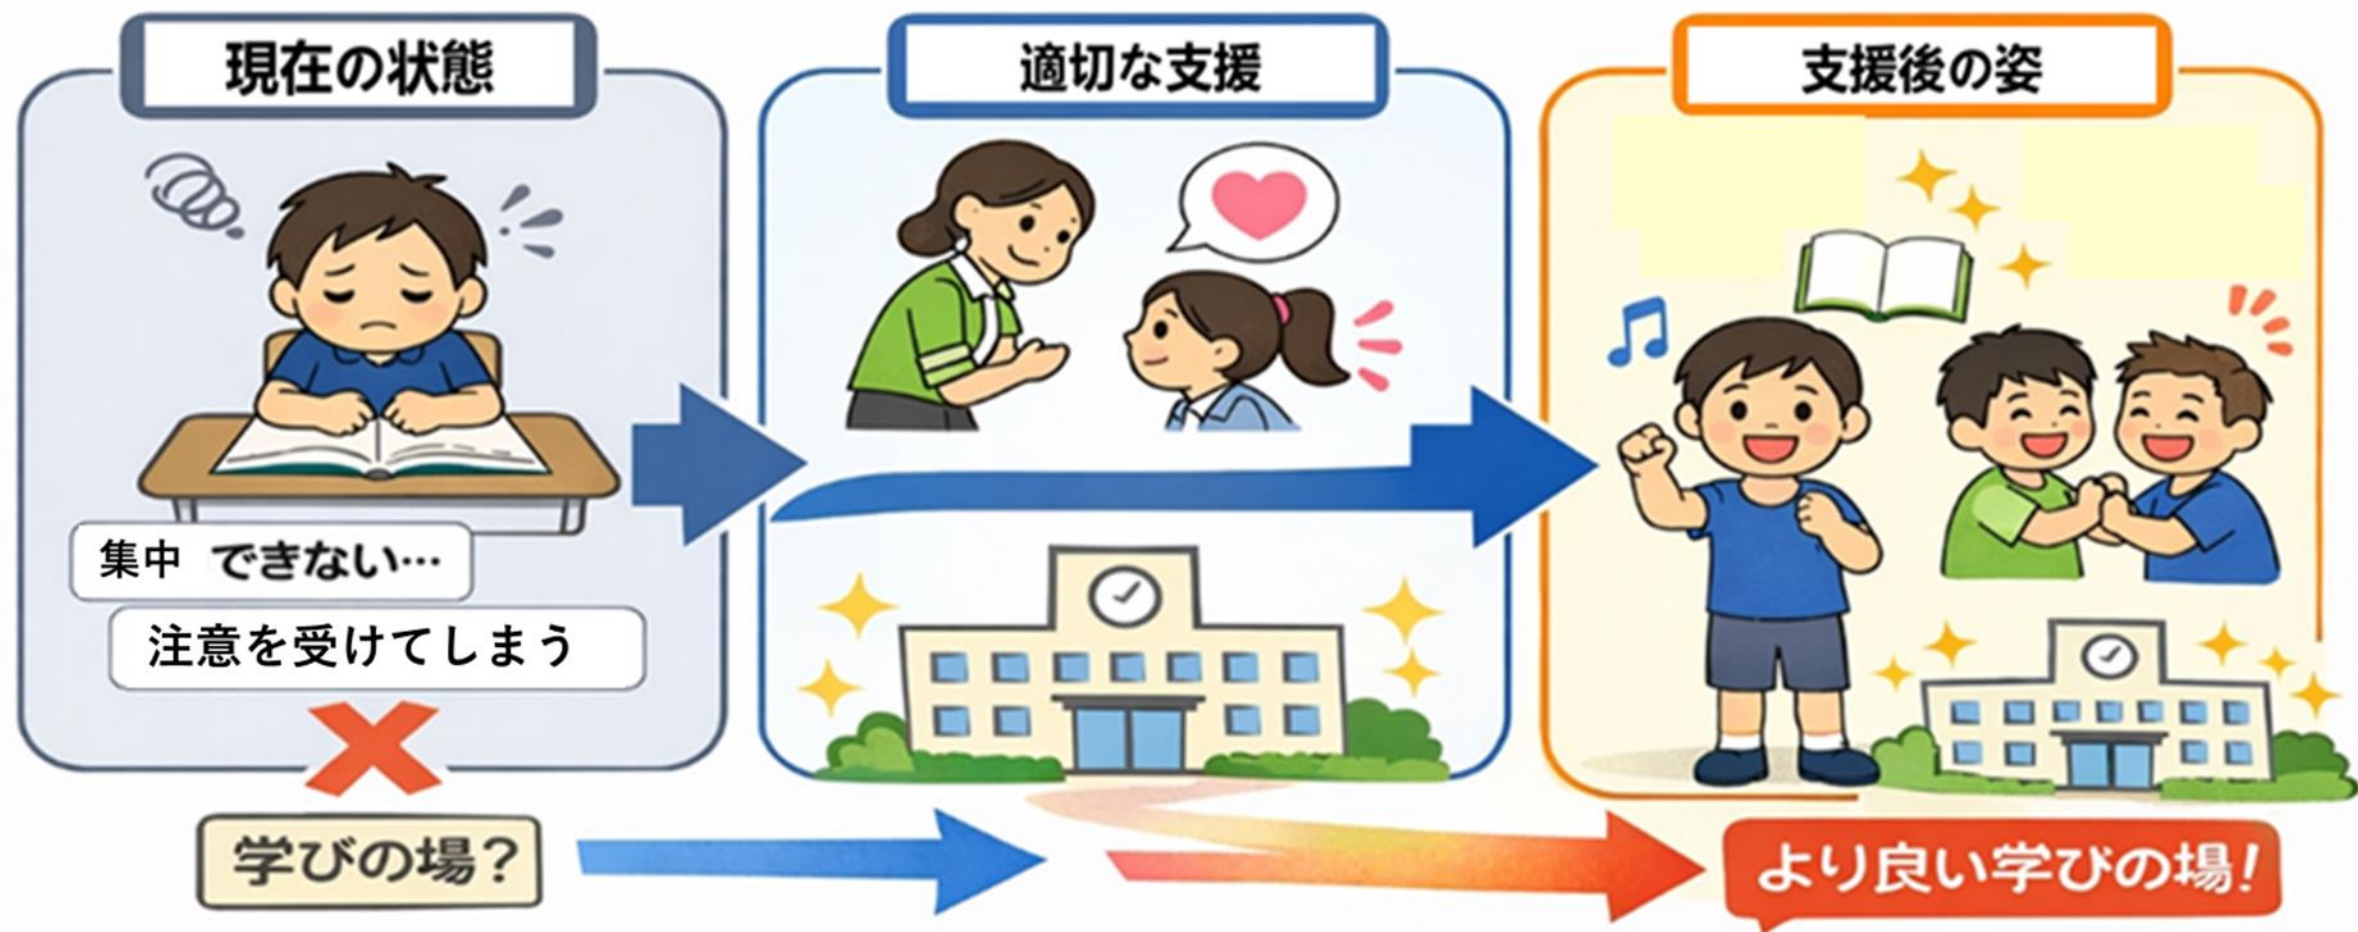 現在の状態
適切な支援
支援後の姿
集中 できない…
注意を受けてしまう
学びの場?
より良い学びの場!